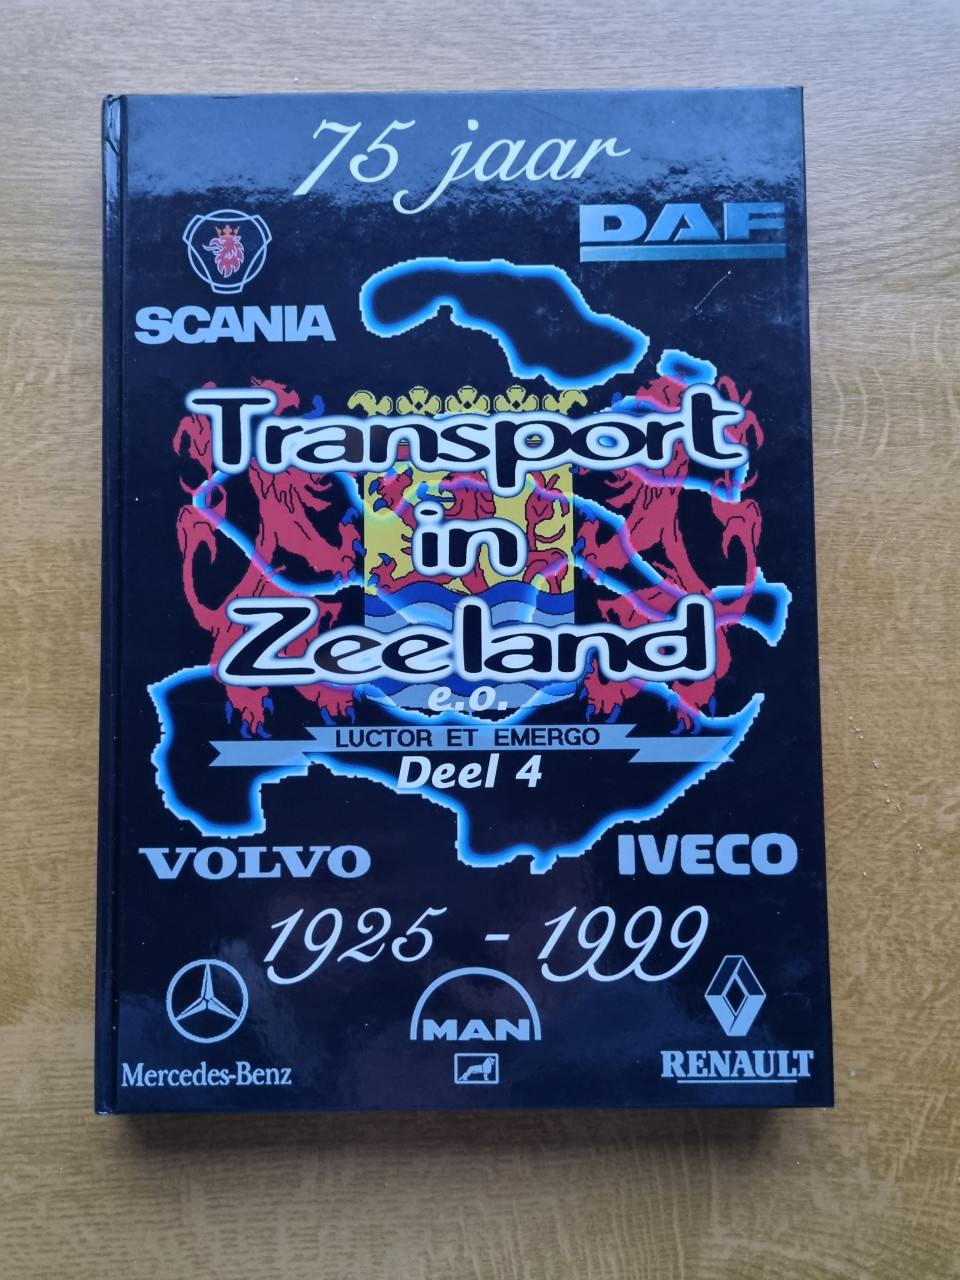 75 jaar
DAF
SCANIA
Transport
in
Zeeland
e.o.
LUCTOR ET EMERGO
Deel 4
VOLVO
IVECO
1925 - 1999
MAN
Mercedes-Benz
RENAULT